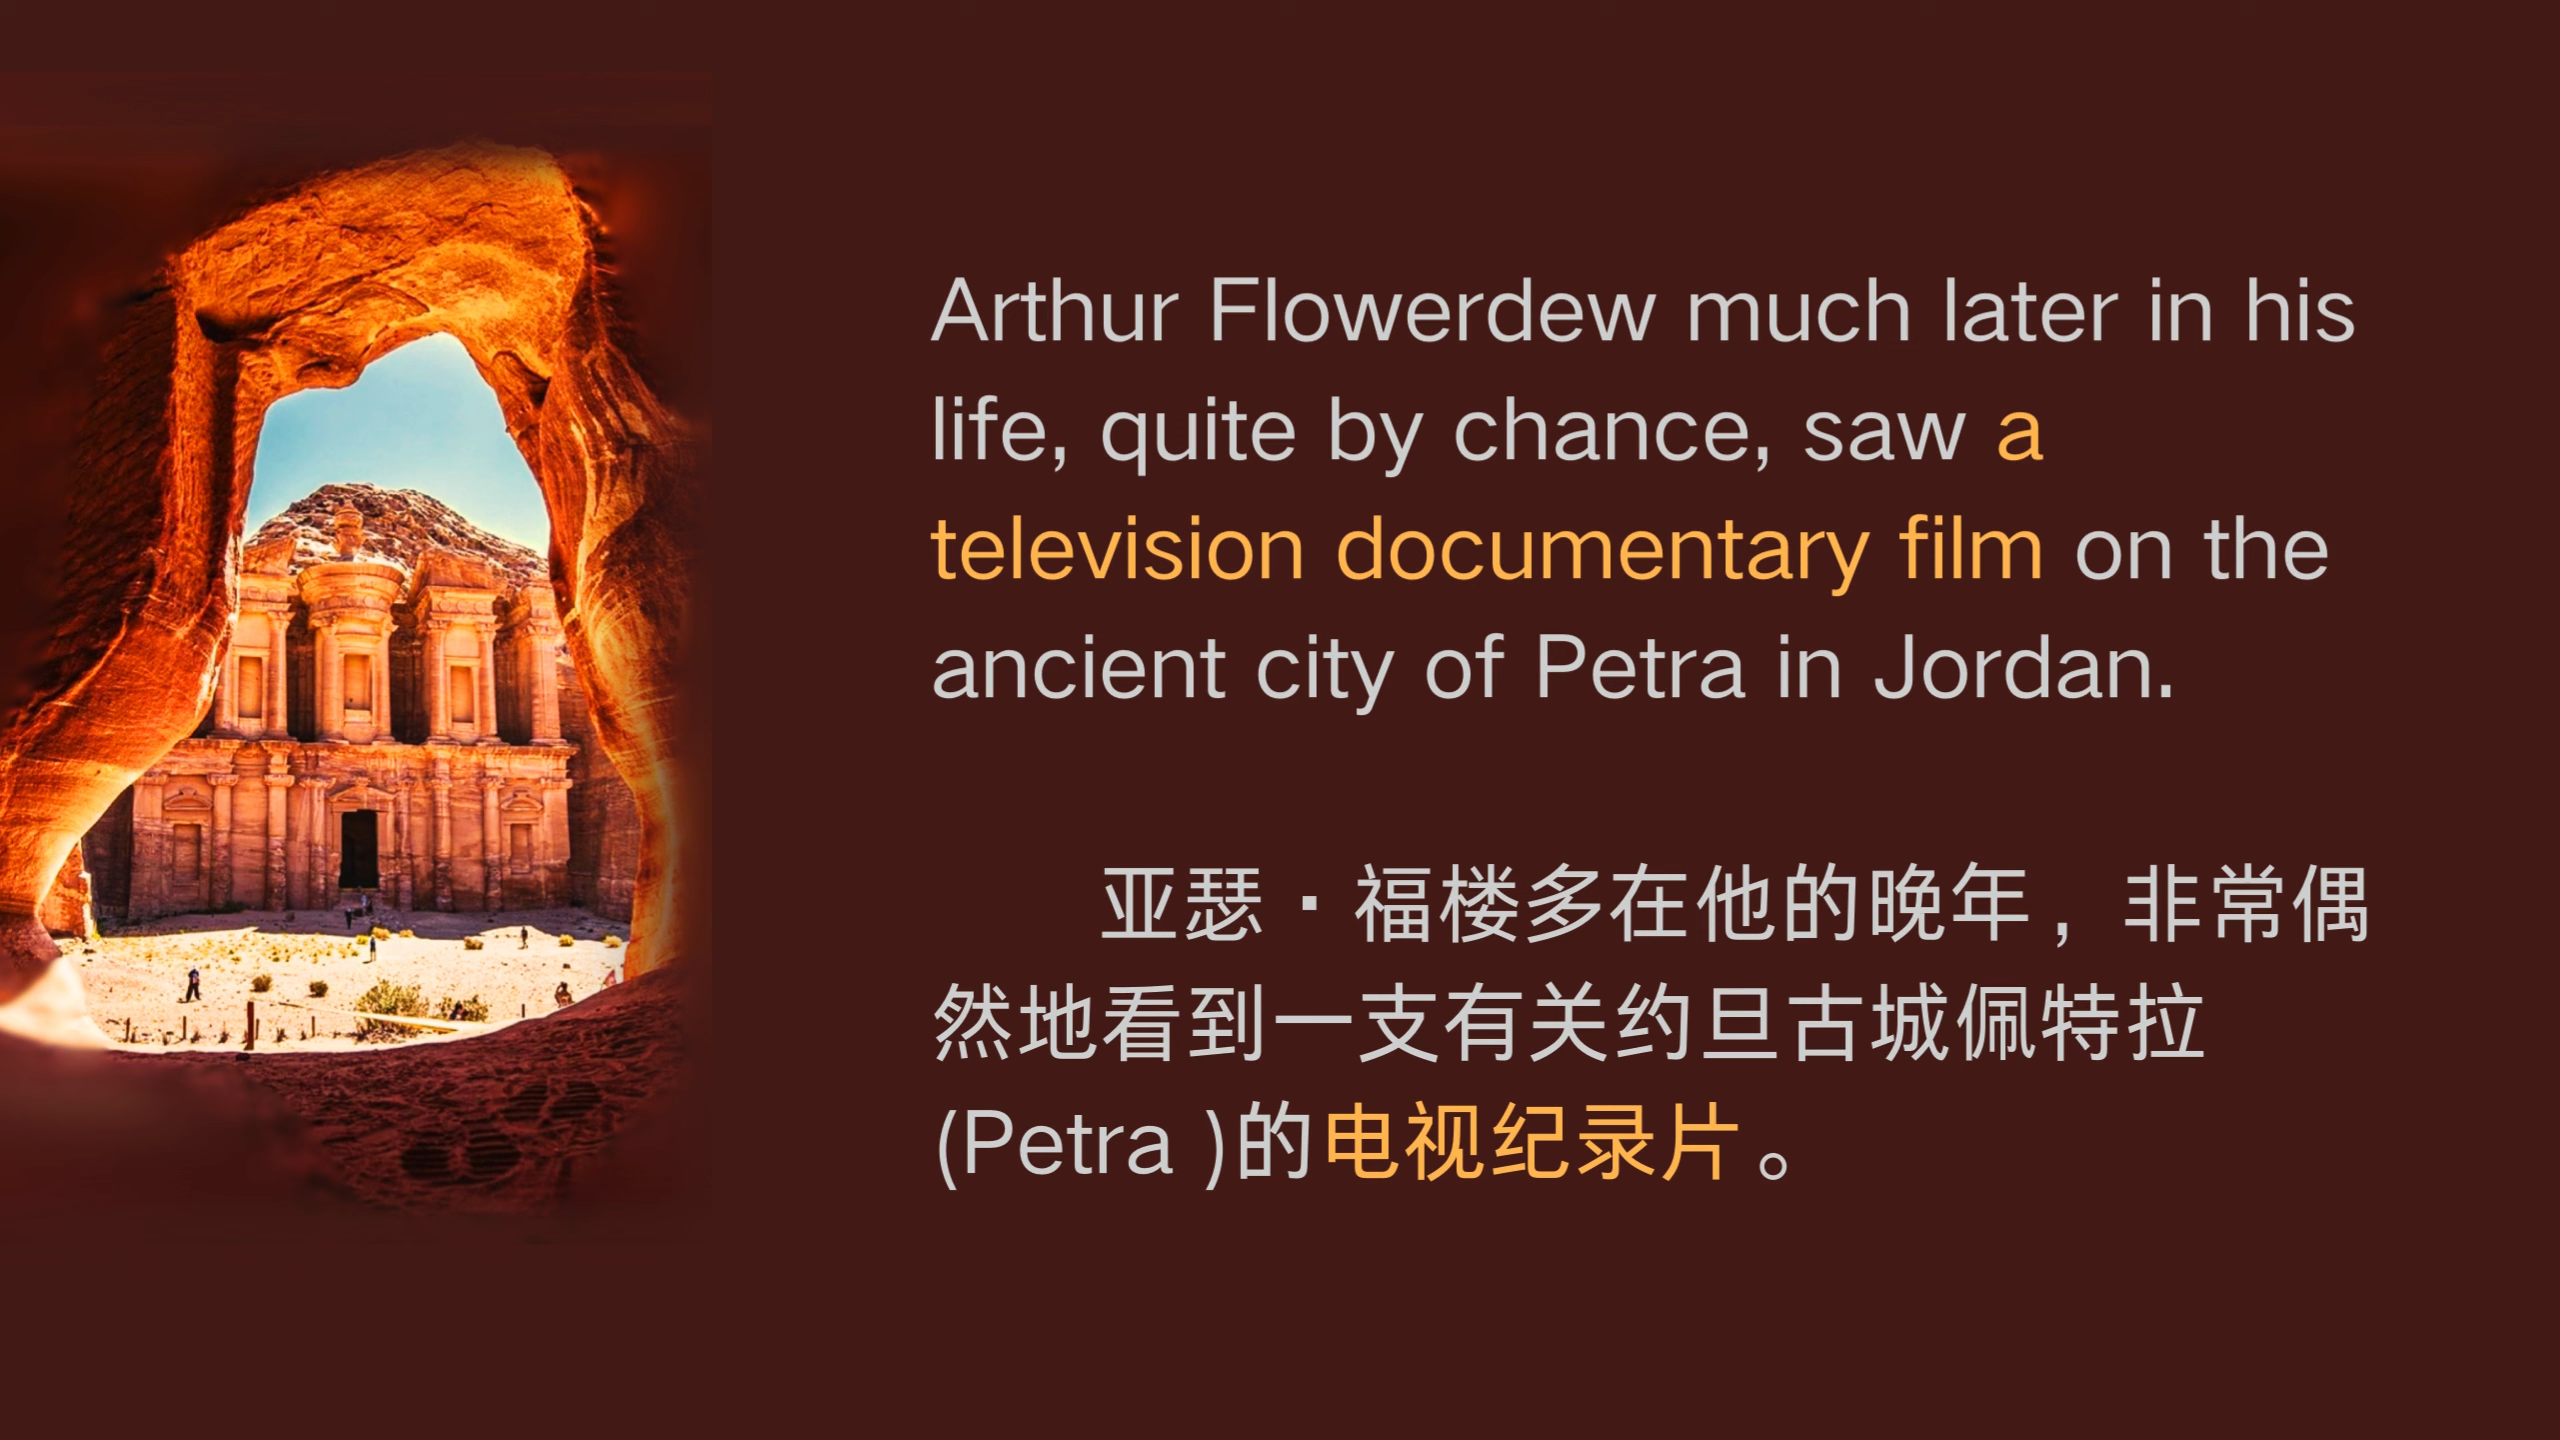 Arthur Flowerdew much later in his
life, quite by chance, saw a
television documentary film on the
ancient city of Petra in Jordan.
亚瑟·福楼多在他的晚年，非常偶
然地看到一支有关约旦古城佩特拉
(Petra )的电视纪录片。